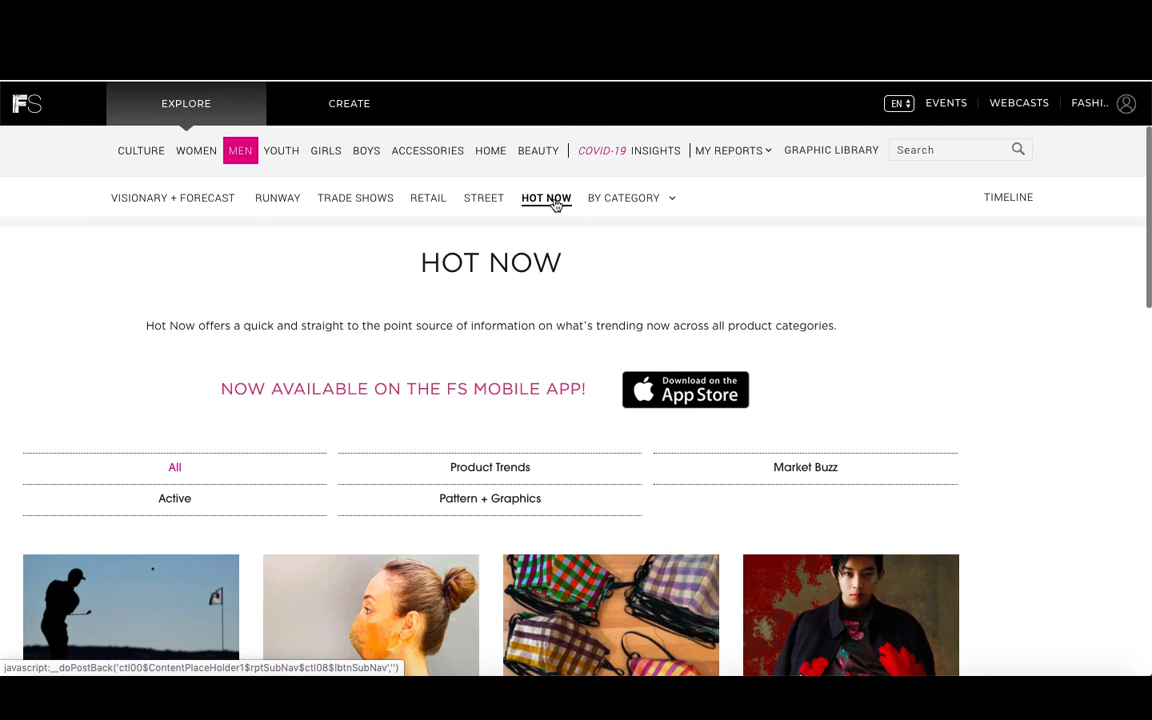 FS EXPLORE CREATE EN EVENTS WEBCASTS FASHI..
CULTURE WOMEN MEN YOUTH GIRLS BOYS ACCESSORIES HOME BEAUTY COVID-19 INSIGHTS MY REPORTS GRAPHIC LIBRARY Search
VISIONARY + FORECAST RUNWAY TRADE SHOWS RETAIL STREET HOT NOW BY CATEGORY TIMELINE
HOT NOW
Hot Now offers a quick and straight to the point source of information on what`s trending now across all product categories.
NOW AVAILABLE ON THE FS MOBILE APP! Download on the
App Store
All Product Trends Market Buzz
Active Pattern + Graphics
javascript:__doPostBack('ctl00$ContentPlaceHolder1$rptSubNav$ctl08$lbtnSubNav','')